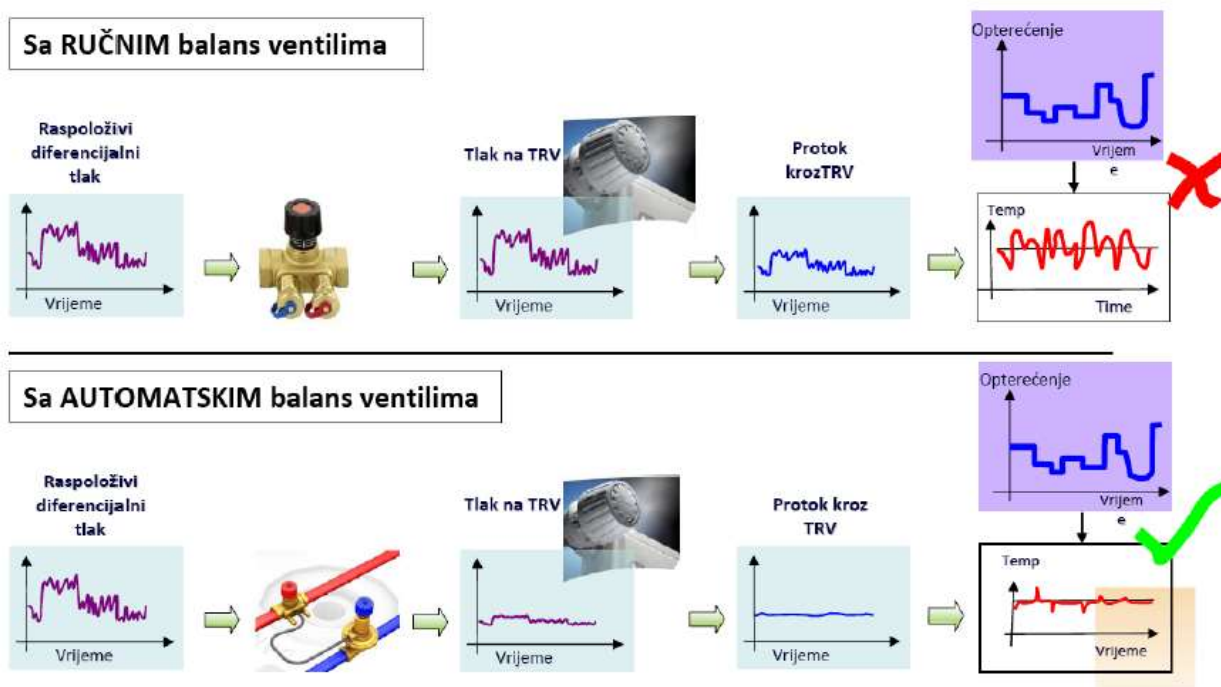 Sa RUČNIM balans ventilima
Opterećenje
Vrijem
e
Raspoloživi
diferencijalni
tlak
Vrijeme
Tlak na TRV
Vrijeme
Protok
krozTRV
Vrijeme
Temp
Time
Sa AUTOMATSKIM balans ventilima
Opterećenje
Vrijem
e
Raspoloživi
diferencijalni
tlak
Vrijeme
Tlak na TRV
Vrijeme
Protok kroz
TRV
Vrijeme
Temp
Vrijeme